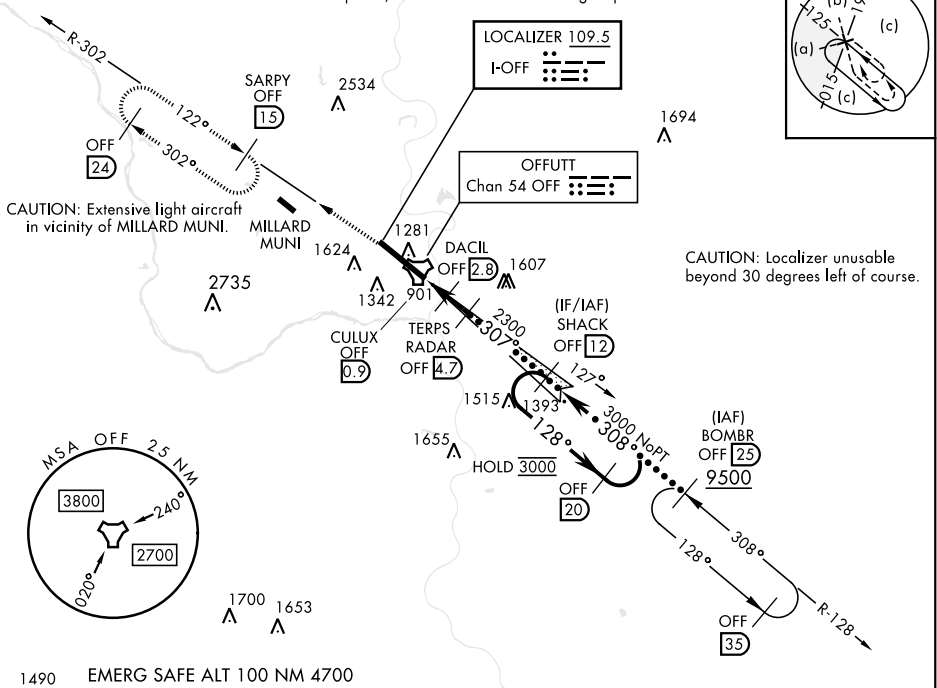 LOCALIZER 109.5
I-OFF
R-302
SARPY
OFF
15
2534
122°
302°
OFF
24
1694
OFFUTT
Chan 54 OFF
CAUTION: Extensive light aircraft
in vicinity of MILLARD MUNI.
MILLARD
MUNI
1281
1624
DACIL
OFF 2.8
1607
CAUTION: Localizer unusable
beyond 30 degrees left of course.
2735
1342
901
CULUX
OFF
0.9
TERPS
RADAR
OFF 4.7
2300
307°
(IF/IAF)
SHACK
OFF 12
127°
1515
1393
3000 NoPT
308°
128°
(IAF)
BOMBR
OFF 25
9500
1655
HOLD 3000
OFF
20
MSA OFF 25 NM
3800
240°
2700
020°
308°
128°
R-128
OFF
35
1700
1653
1490 EMERG SAFE ALT 100 NM 4700
(b)
125
(c)
(a)
015
(c)